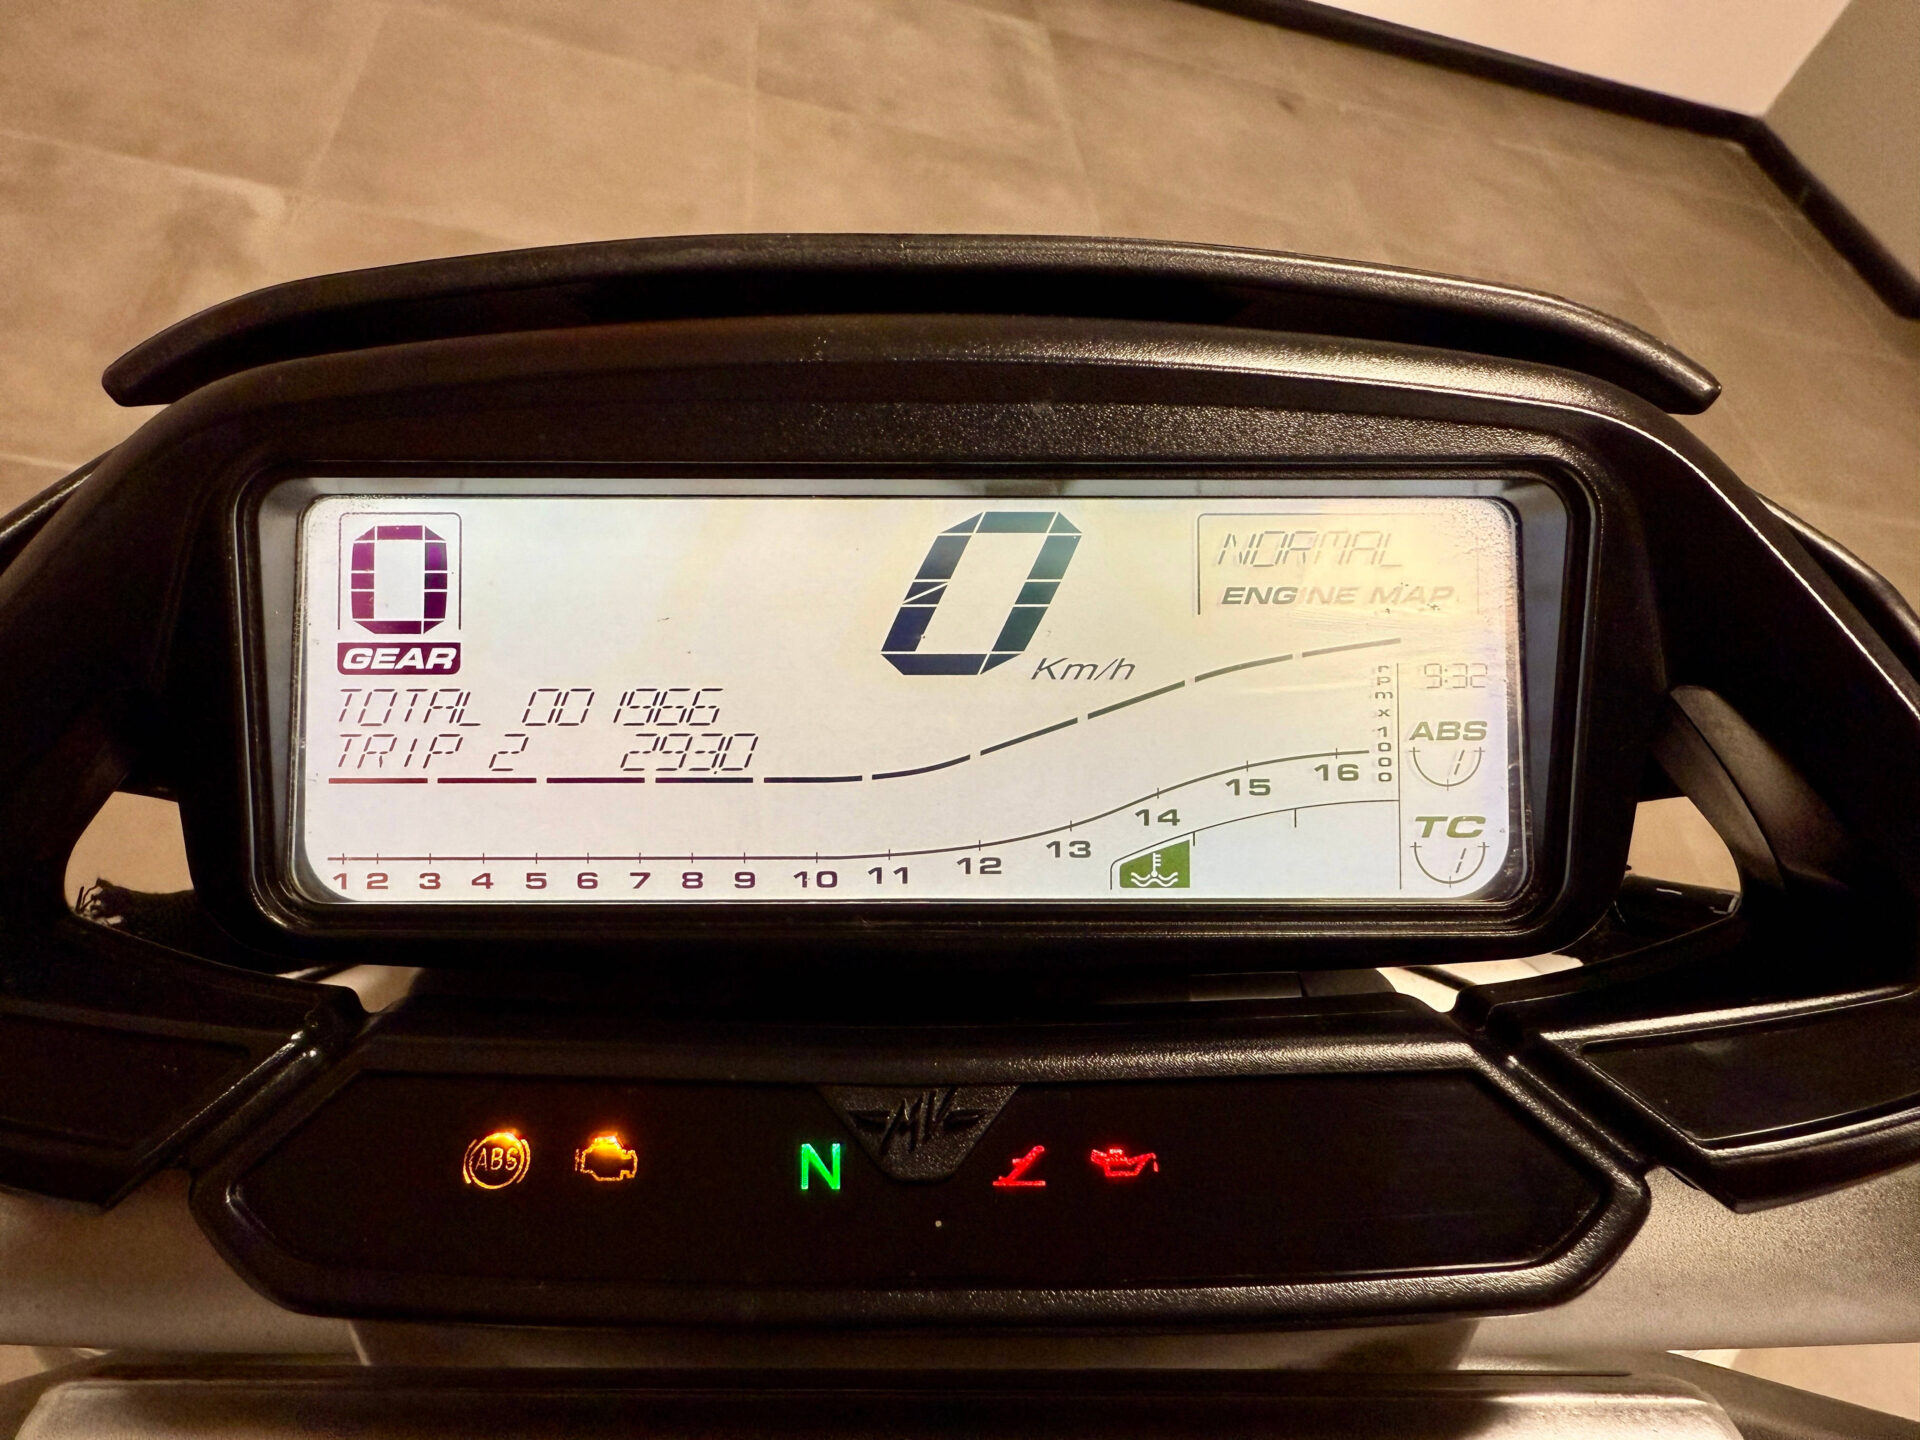 0
GEAR
0
Km/h
NORMAL
ENGINE MAP
TOTAL 001966
TRIP 2 293.0
rpm x 1000
9:32
ABS
1
TC
1
1 2 3 4 5 6 7 8 9 10 11 12 13 14 15 16
ABS
N
MV